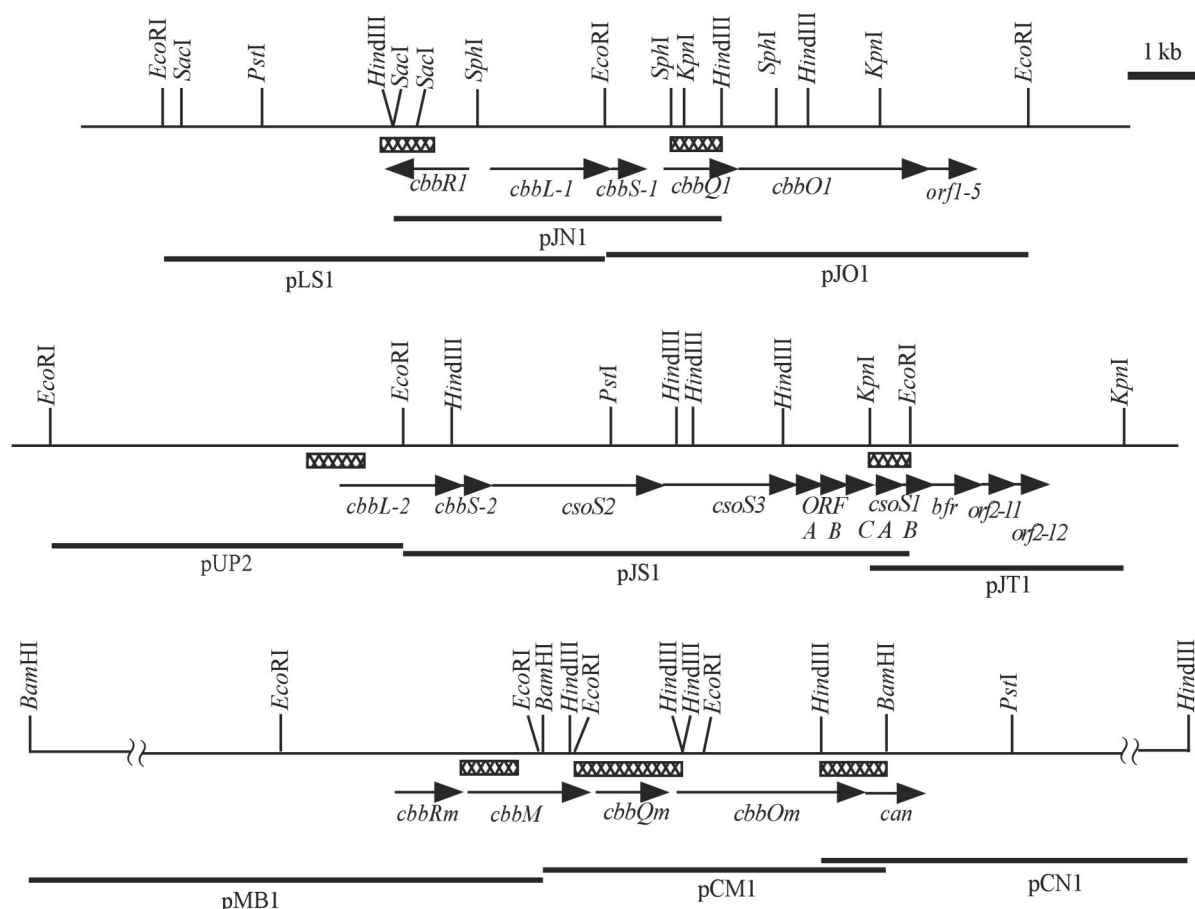 EcoRI SacI PstI HindIII SacI SacI SphI EcoRI SphI KpnI HindIII SphI HindIII KpnI EcoRI 1 kb
cbbR1 cbbL-1 cbbS-1 cbbQ1 cbbO1 orf1-5
pJN1
pLS1 pJO1
EcoRI EcoRI HindIII PstI HindIII HindIII HindIII KpnI EcoRI KpnI
cbbL-2 cbbS-2 csoS2 csoS3 ORF csoS1 bfr orf2-11
A B C A B orf2-12
pUP2 pJS1 pJT1
BamHI EcoRI EcoRI BamHI HindIII EcoRI HindIII HindIII EcoRI HindIII BamHI PstI HindIII
cbbRm cbbM cbbQm cbbOm can
pMB1 pCM1 pCN1